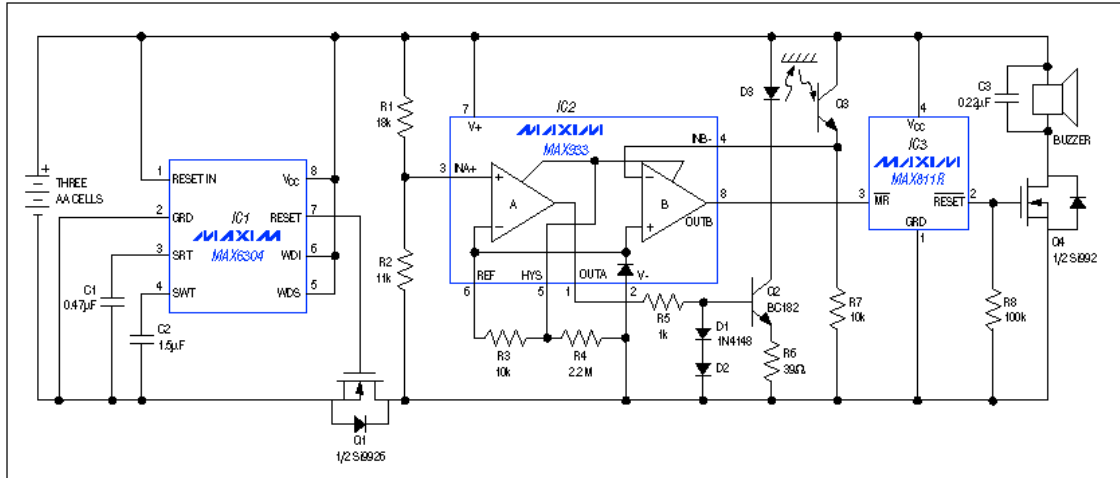 THREE
AA CELLS
1
RESET IN
2
GRD
3
SRT
4
SWT
IC1
MAXIM
MAX6304
VCC
8
RESET
7
WDI
6
WDS
5
C1
0.47µF
C2
1.5µF
Q1
1/2 Si9925
R1
18k
R2
11k
IC2
MAXIM
MAX933
7
V+
3
INA+
A
B
INB-
4
8
OUTB
REF
HYS
OUTA
V-
6
5
1
2
R3
10k
R4
2.2M
R5
1k
D1
1N4148
D2
D3
Q3
Q2
BC182
R6
39Ω
R7
10k
4
VCC
IC3
MAXIM
MAX811R
3
MR
RESET
2
GRD
1
C3
0.22µF
BUZZER
Q4
1/2 Si992
R8
100k